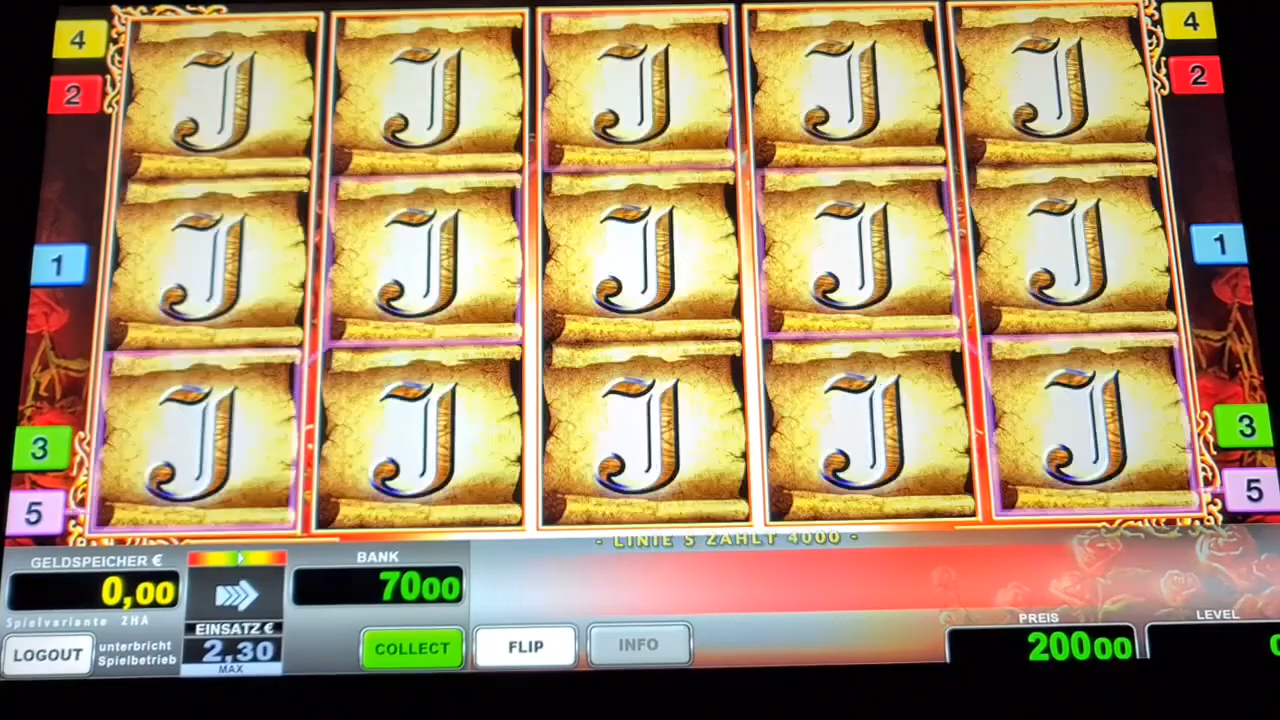 4
4
2
2
J J J J J
1
1
J J J J J
3
3
J J J J J
5
5
- LINIE 5 ZAHLT 4000 -
GELDSPEICHER €
BANK
0,00
7000
Spielvariante 2HA
EINSATZ €
PREIS
LEVEL
LOGOUT
unterbricht
Spielbetrieb
2,30
MAX
COLLECT
FLIP
INFO
20000